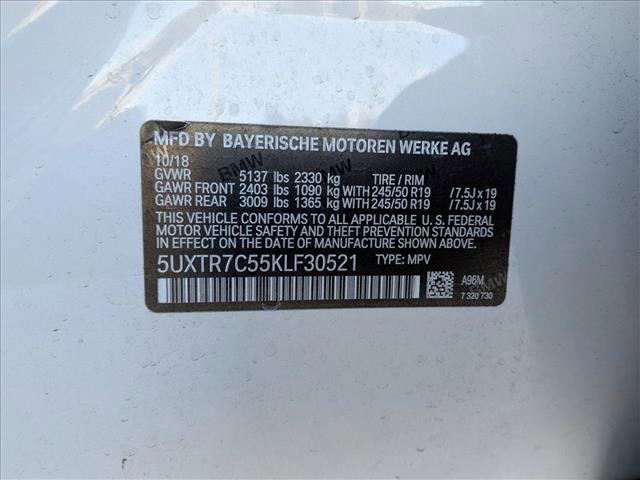 MFD BY BAYERISCHE MOTOREN WERKE AG
10/18
GVWR 5137 lbs 2330 kg TIRE / RIM
GAWR FRONT 2403 lbs 1090 kg WITH 245/50 R19 /7.5J x 19
GAWR REAR 3009 lbs 1365 kg WITH 245/50 R19 /7.5J x 19
THIS VEHICLE CONFORMS TO ALL APPLICABLE U. S. FEDERAL
MOTOR VEHICLE SAFETY AND THEFT PREVENTION STANDARDS
IN EFFECT ON THE DATE OF MANUFACTURE SHOWN ABOVE.
5UXTR7C55KLF30521 TYPE: MPV
A96M
7 320 730
BMW
BMW
BMW